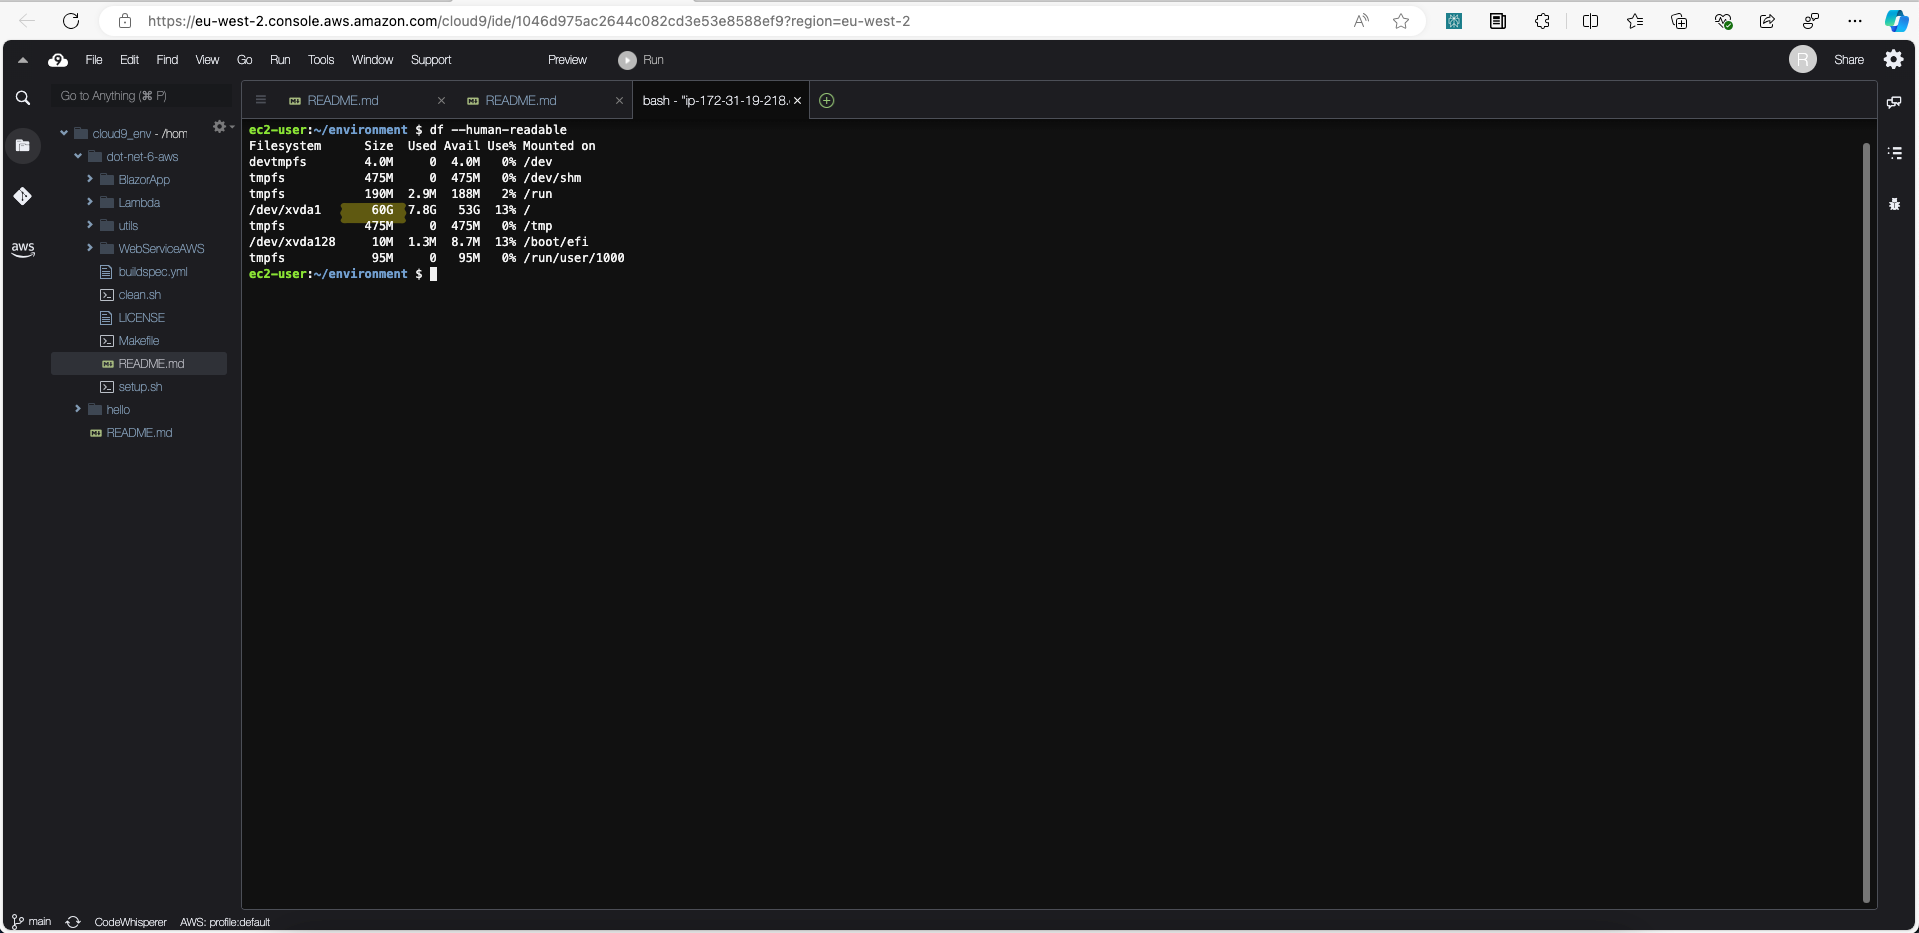 https://eu-west-2.console.aws.amazon.com/cloud9/ide/1046d975ac2644c082cd3e53e8588ef9?region=eu-west-2
9 File Edit Find View Go Run Tools Window Support Preview Run R Share
Go to Anything (⌘ P)
README.md README.md bash - "ip-172-31-19-218.
cloud9_env - /hom
dot-net-6-aws
BlazorApp
Lambda
utils
WebServiceAWS
buildspec.yml
clean.sh
LICENSE
Makefile
README.md
setup.sh
hello
README.md
aws
ec2-user:~/environment $ df --human-readable
Filesystem Size Used Avail Use% Mounted on
devtmpfs 4.0M 0 4.0M 0% /dev
tmpfs 475M 0 475M 0% /dev/shm
tmpfs 190M 2.9M 188M 2% /run
/dev/xvda1 60G 7.8G 53G 13% /
tmpfs 475M 0 475M 0% /tmp
/dev/xvda128 10M 1.3M 8.7M 13% /boot/efi
tmpfs 95M 0 95M 0% /run/user/1000
ec2-user:~/environment $
main CodeWhisperer AWS: profile:default